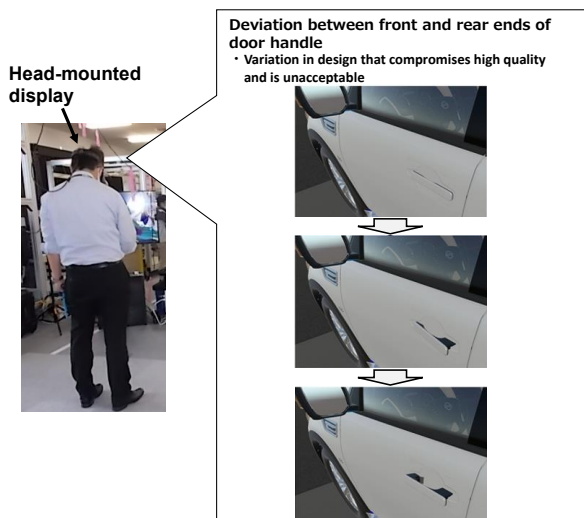 Deviation between front and rear ends of
door handle
・Variation in design that compromises high quality
and is unacceptable
Head-mounted
display